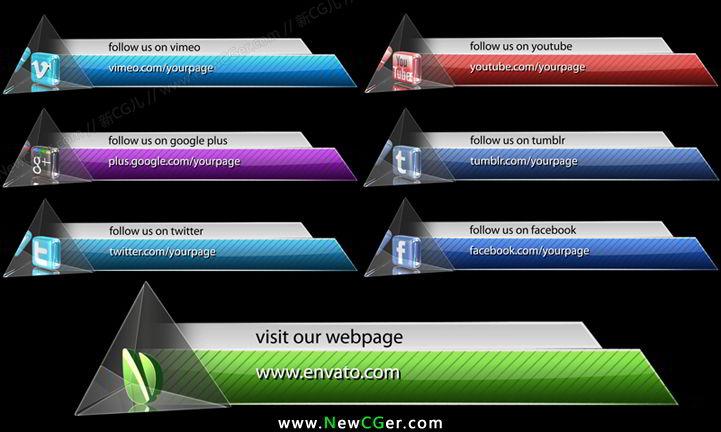 follow us on vimeo
vimeo.com/yourpage
follow us on youtube
You
Tube
youtube.com/yourpage
follow us on google plus
g+
plus.google.com/yourpage
follow us on tumblr
t
tumblr.com/yourpage
follow us on twitter
t
twitter.com/yourpage
follow us on facebook
f
facebook.com/yourpage
visit our webpage
www.envato.com
www.NewCGer.com